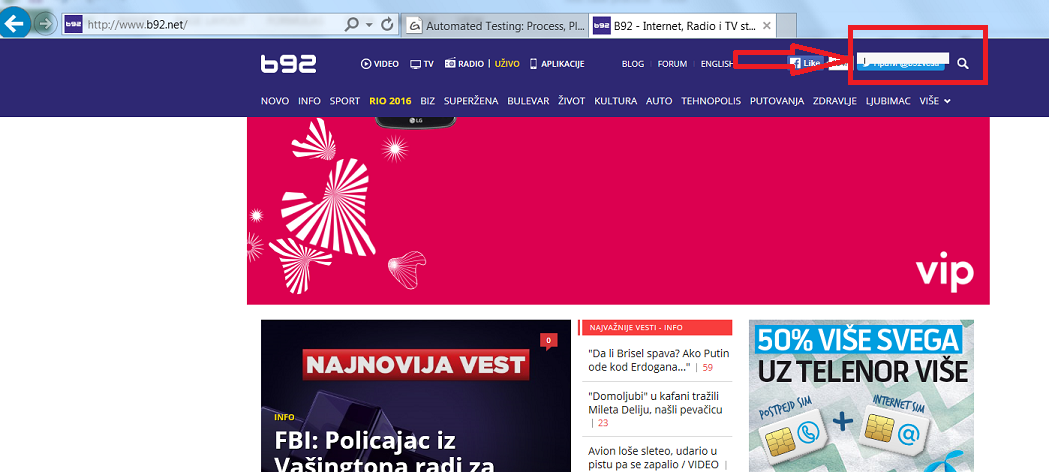 http://www.b92.net/
Automated Testing: Process, Pl...
B92 - Internet, Radio i TV st...
b92
VIDEO TV RADIO | UŽIVO APLIKACIJE
BLOG | FORUM | ENGLISH
Like
NOVO INFO SPORT RIO 2016 BIZ SUPERŽENA BULEVAR ŽIVOT KULTURA AUTO TEHNOPOLIS PUTOVANJA ZDRAVLJE LJUBIMAC VIŠE
LG
vip
NAJNOVIJA VEST
0
INFO
FBI: Policajac iz
Vašingtona radi za
NAJVAŽNIJE VESTI - INFO
"Da li Brisel spava? Ako Putin
ode kod Erdogana..." | 59
"Domoljubi" u kafani tražili
Mileta Deliju, našli pevačicu
| 23
Avion loše sleteo, udario u
pistu pa se zapalio / VIDEO |
50% VIŠE SVEGA
UZ TELENOR VIŠE
POSTPEJD SIM
INTERNET SIM